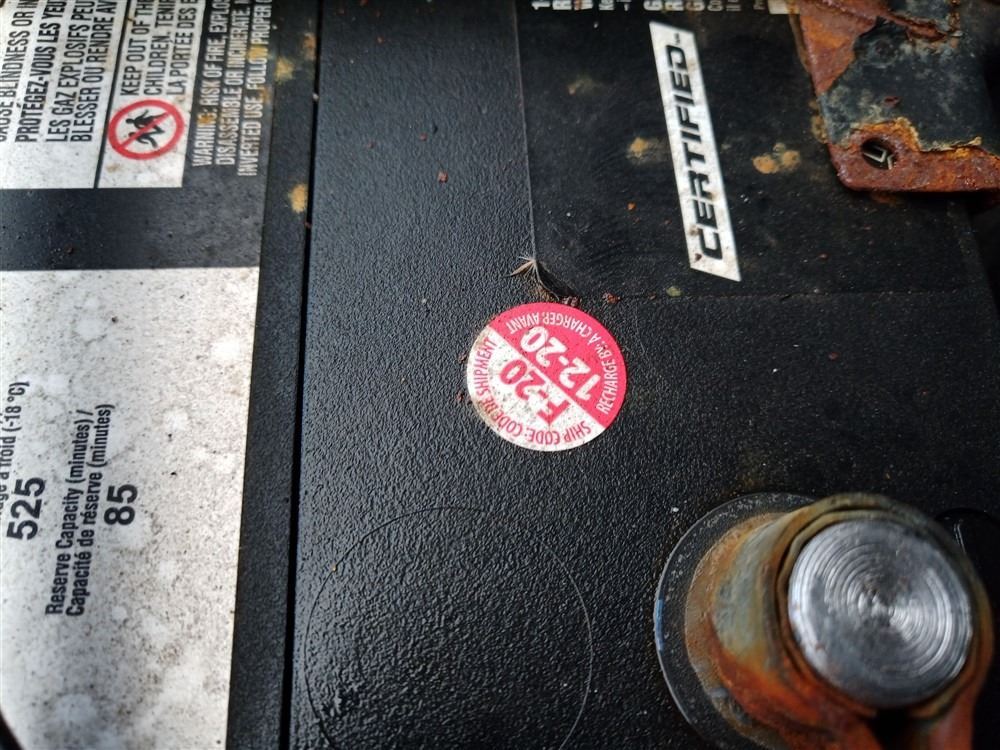 CAUSE BLINDNESS OR IN
PROTÉGEZ-VOUS LES YEU
LES GAZ EXPLOSIFS PEU
BLESSER OU RENDRE AV
KEEP OUT OF
CHILDREN.
LA PORTÉE DES
WARNING: RISK OF FIRE, EXPLO
DISASSEMBLE OR INCINERATE.
INVERTED USE. FOLLOW PROPER
CERTIFIED
SHIP CODE: CODE DE SHIPMENT
F-20
12-20
RECHARGE BY: À CHARGER AVANT
à froid (-18 °C)
525
Reserve Capacity (minutes) /
Capacité de réserve (minutes)
85